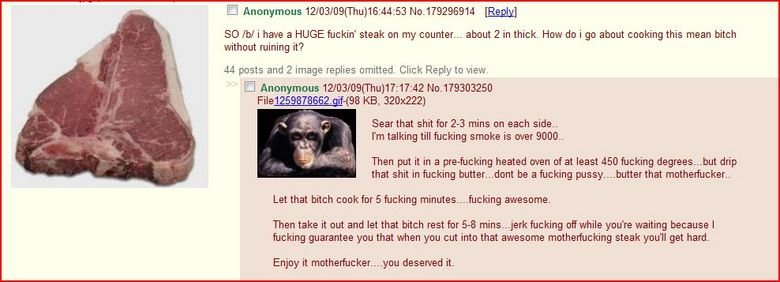 Anonymous 12/03/09(Thu)16:44:53 No.179296914 [Reply]
SO /b/ i have a HUGE fuckin' steak on my counter... about 2 in thick. How do i go about cooking this mean bitch
without ruining it?
44 posts and 2 image replies omitted. Click Reply to view.
>> Anonymous 12/03/09(Thu)17:17:42 No.179303250
File1259878662.gif-(98 KB, 320x222)
Sear that shit for 2-3 mins on each side..
I'm talking till fucking smoke is over 9000..
Then put it in a pre-fucking heated oven of at least 450 fucking degrees...but drip
that shit in fucking butter...dont be a fucking pussy....butter that motherfucker..
Let that bitch cook for 5 fucking minutes....fucking awesome.
Then take it out and let that bitch rest for 5-8 mins...jerk fucking off while you're waiting because I
fucking guarantee you that when you cut into that awesome motherfucking steak you'll get hard.
Enjoy it motherfucker....you deserved it.